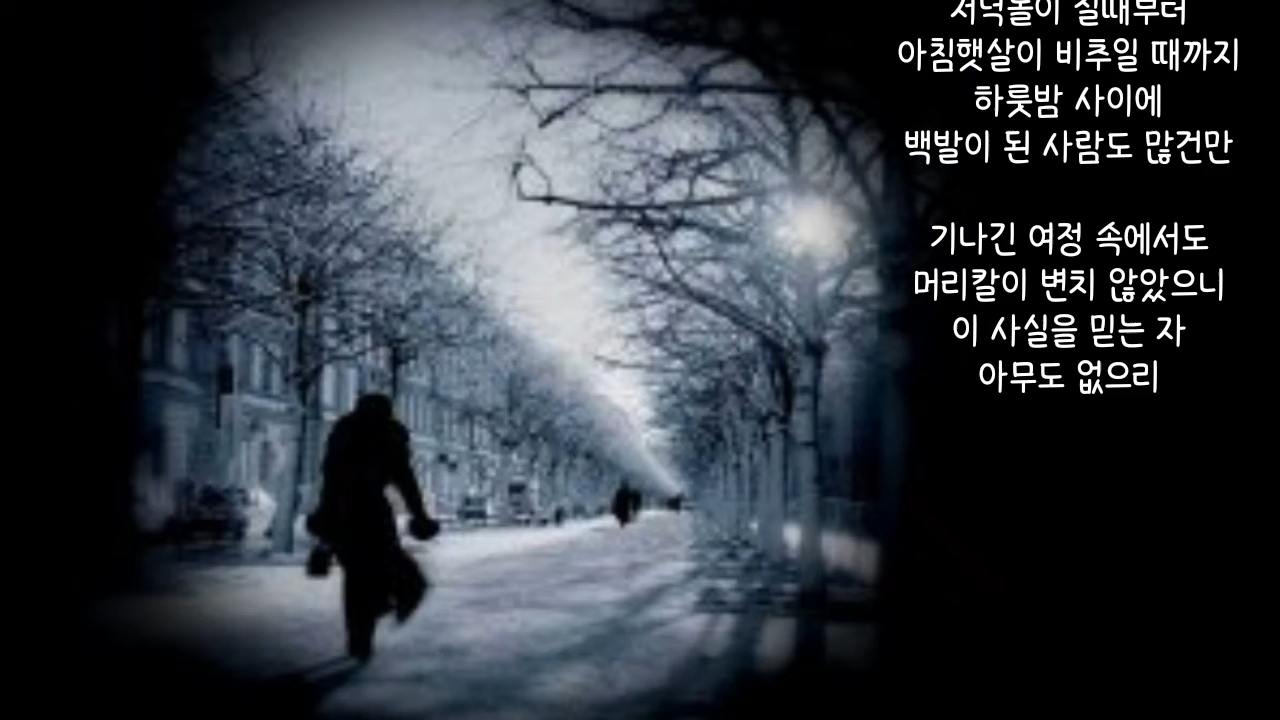 아침햇살이 비추일 때까지
하룻밤 사이에
백발이 된 사람도 많건만
기나긴 여정 속에서도
머리칼이 변치 않았으니
이 사실을 믿는 자
아무도 없으리